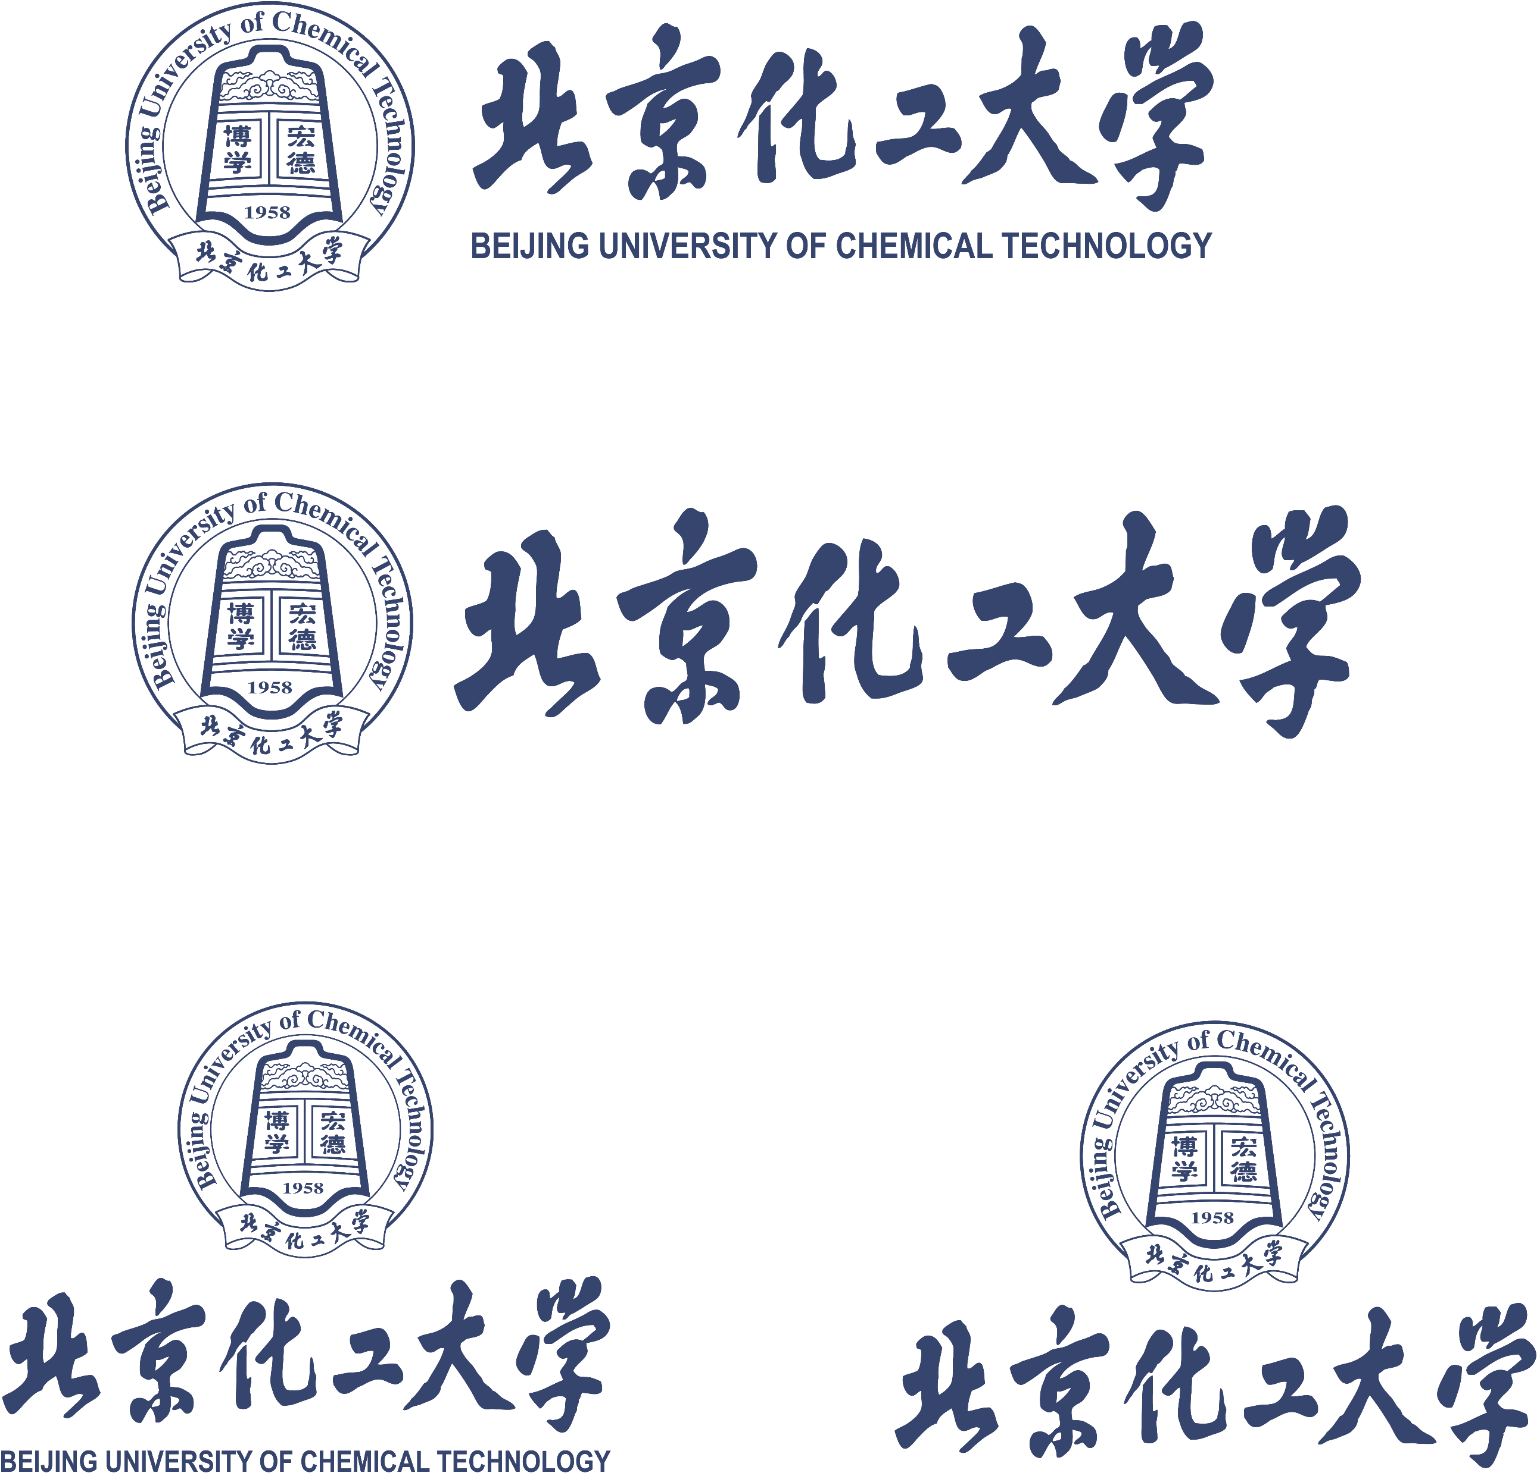 Beijing University of Chemical Technology
博学
宏德
1958
北京化工大学
北京化工大学
BEIJING UNIVERSITY OF CHEMICAL TECHNOLOGY
Beijing University of Chemical Technology
博学
宏德
1958
北京化工大学
北京化工大学
Beijing University of Chemical Technology
博学
宏德
1958
北京化工大学
北京化工大学
BEIJING UNIVERSITY OF CHEMICAL TECHNOLOGY
Beijing University of Chemical Technology
博学
宏德
1958
北京化工大学
北京化工大学